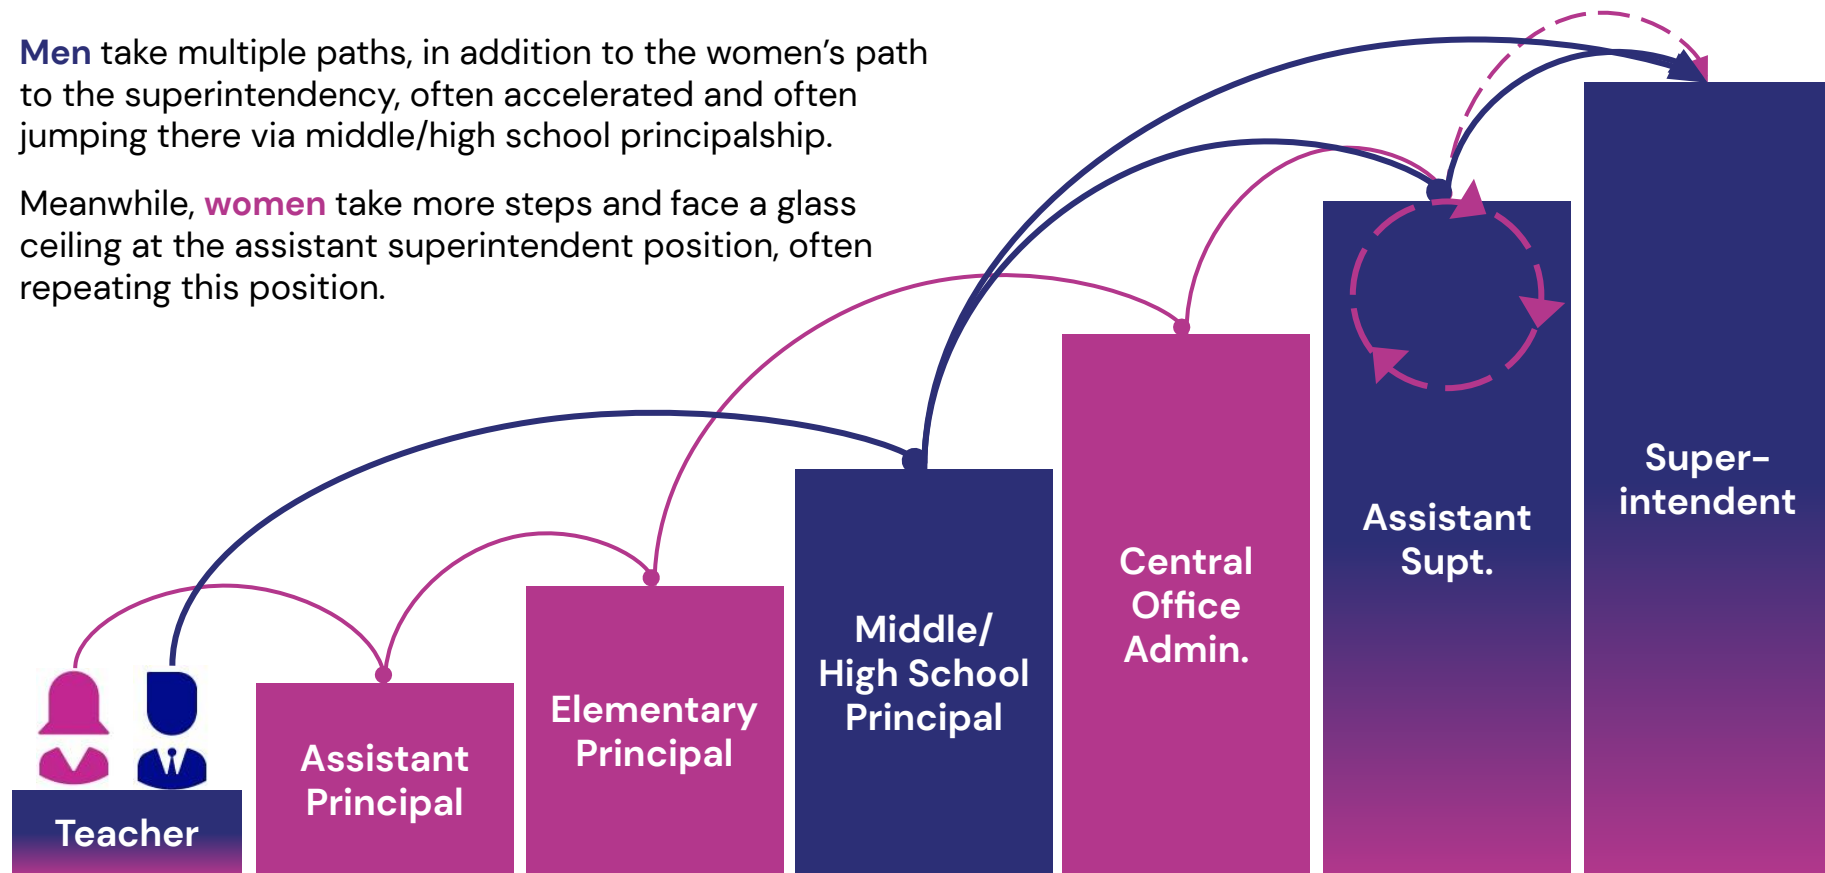 Men take multiple paths, in addition to the women’s path
to the superintendency, often accelerated and often
jumping there via middle/high school principalship.
Meanwhile, women take more steps and face a glass
ceiling at the assistant superintendent position, often
repeating this position.
Teacher
Assistant
Principal
Elementary
Principal
Middle/
High School
Principal
Central
Office
Admin.
Assistant
Supt.
Super-
intendent